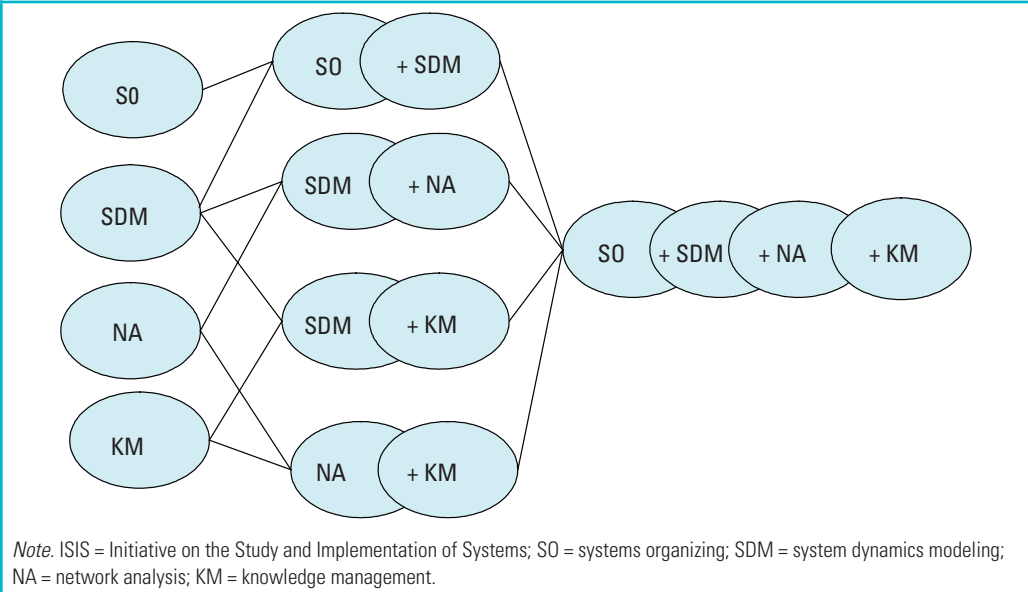 S0
SO + SDM
SDM
SDM + NA
SO + SDM + NA + KM
NA
SDM + KM
KM
NA + KM
Note. ISIS = Initiative on the Study and Implementation of Systems; SO = systems organizing; SDM = system dynamics modeling;
NA = network analysis; KM = knowledge management.